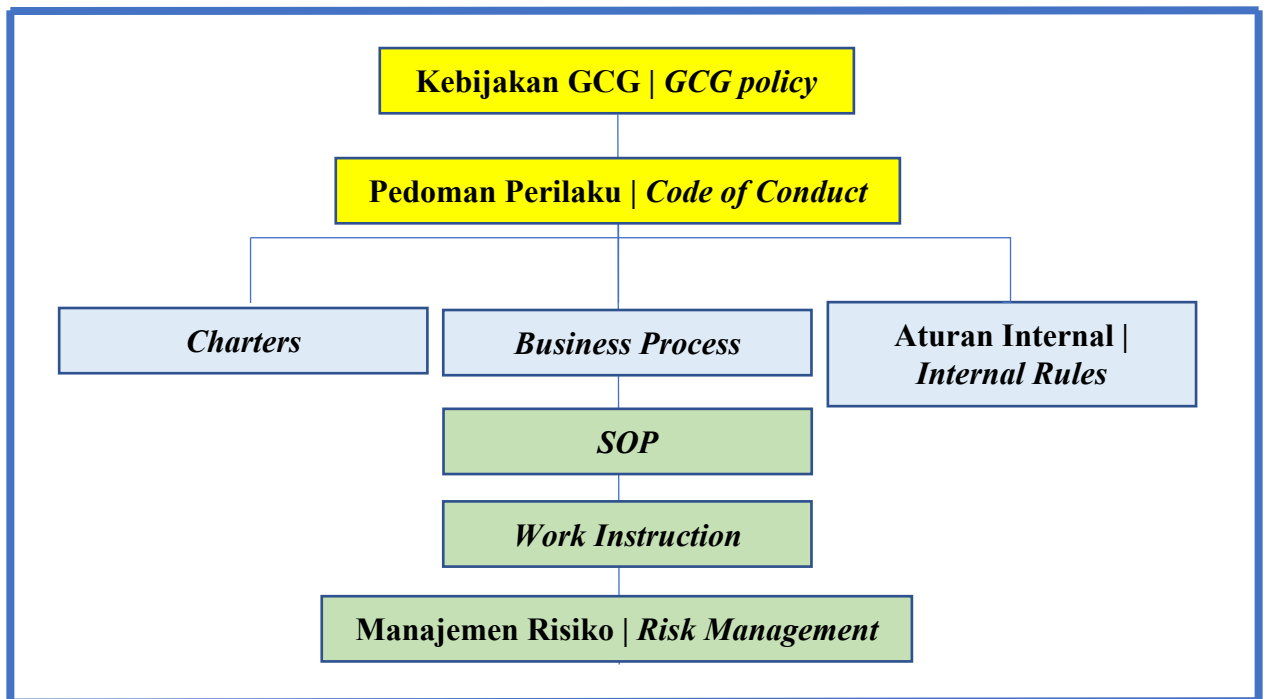 Kebijakan GCG | GCG policy
Pedoman Perilaku | Code of Conduct
Charters
Business Process
Aturan Internal |
Internal Rules
SOP
Work Instruction
Manajemen Risiko | Risk Management